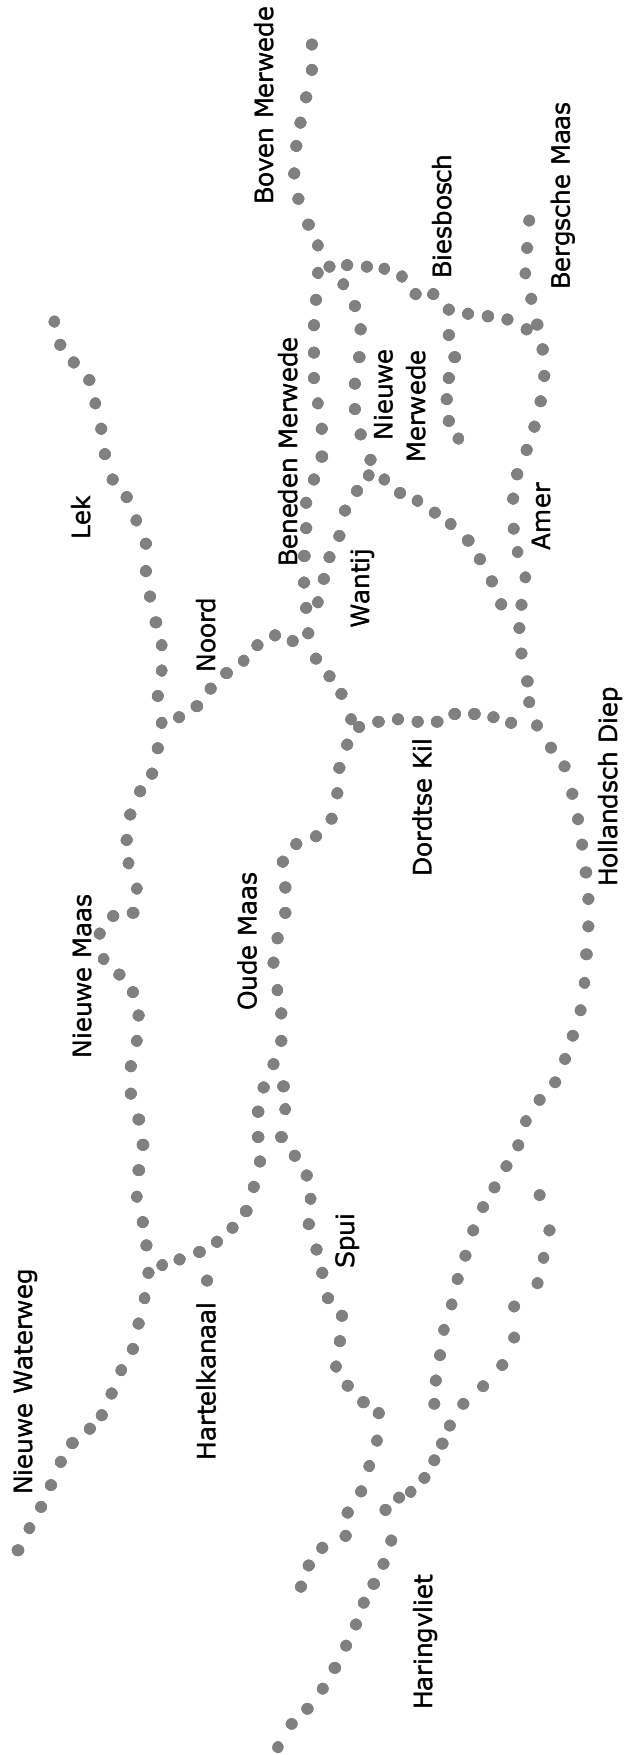 Boven Merwede
Bergsche Maas
Biesbosch
Beneden Merwede
Nieuwe
Merwede
Lek
Amer
Wantij
Noord
Hollandsch Diep
Dordtse Kil
Oude Maas
Nieuwe Maas
Spui
Nieuwe Waterweg
Hartelkanaal
Haringvliet